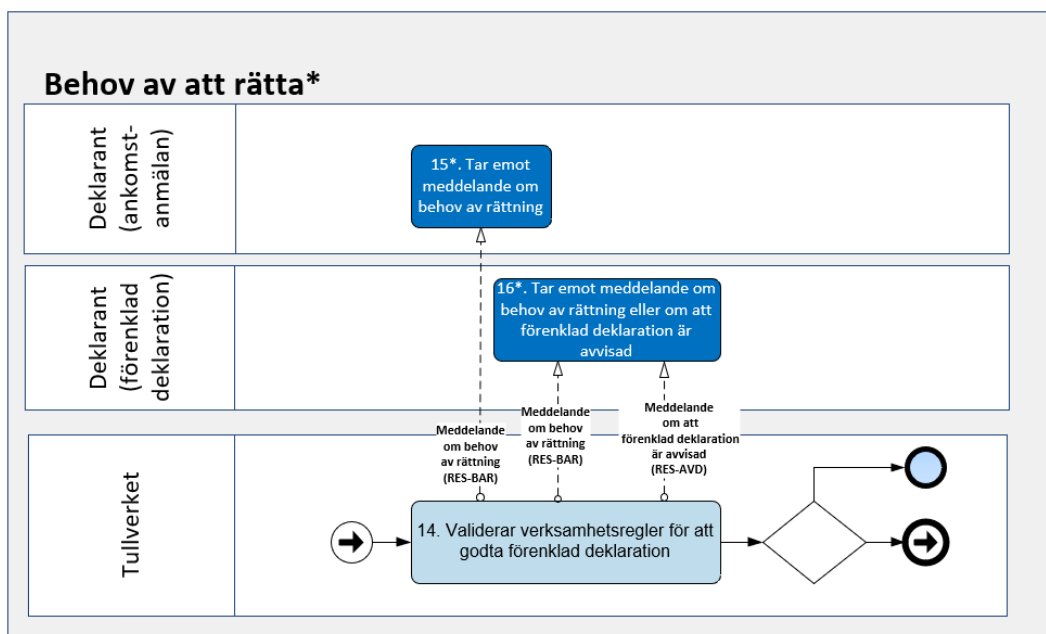 Behov av att rätta*
Deklarant
(ankomst-
anmälan)
15*. Tar emot
meddelande om
behov av rättning
Deklarant
(förenklad
deklaration)
16*. Tar emot meddelande om
behov av rättning eller om att
förenklad deklaration är
avvisad
Meddelande
om behov
av rättning
(RES-BAR)
Meddelande
om behov
av rättning
(RES-BAR)
Meddelande
om att
förenklad deklaration
är avvisad
(RES-AVD)
Tullverket
14. Validerar verksamhetsregler för att
godta förenklad deklaration